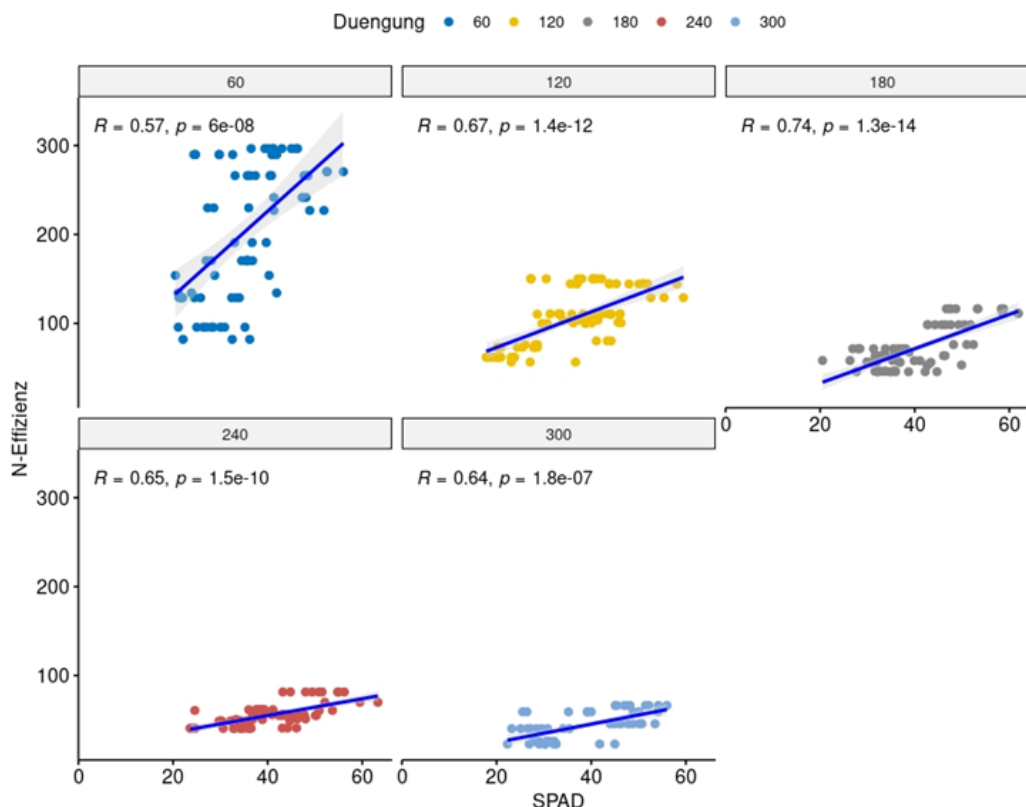 Duengung 60 120 180 240 300
60 120 180
R = 0.57, p = 6e-08 R = 0.67, p = 1.4e-12 R = 0.74, p = 1.3e-14
300
200
100
20 40 60
240 300
N-Effizienz
R = 0.65, p = 1.5e-10 R = 0.64, p = 1.8e-07
300
200
100
0 20 40 60 0 20 40 60
0
SPAD